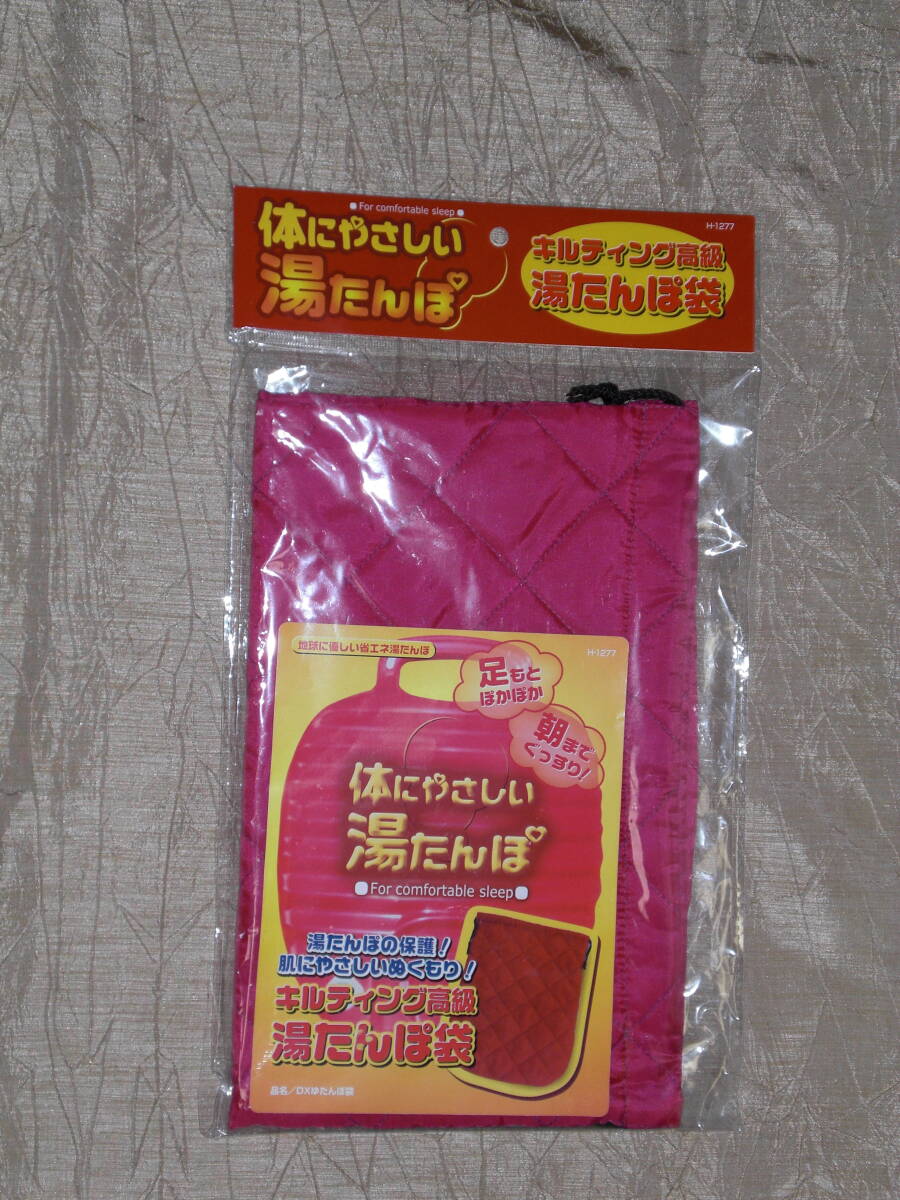 For comfortable sleep
体にやさしい
湯たんぽ
H-1277
キルティング高級
湯たんぽ袋
地球に優しい省エネ湯たんぽ
H-1277
足もと
ぽかぽか
朝まで
ぐっすり!
体にやさしい
湯たんぽ
For comfortable sleep
湯たんぽの保護!
肌にやさしいぬくもり!
キルティング高級
湯たんぽ袋
品名/DXゆたんぽ袋